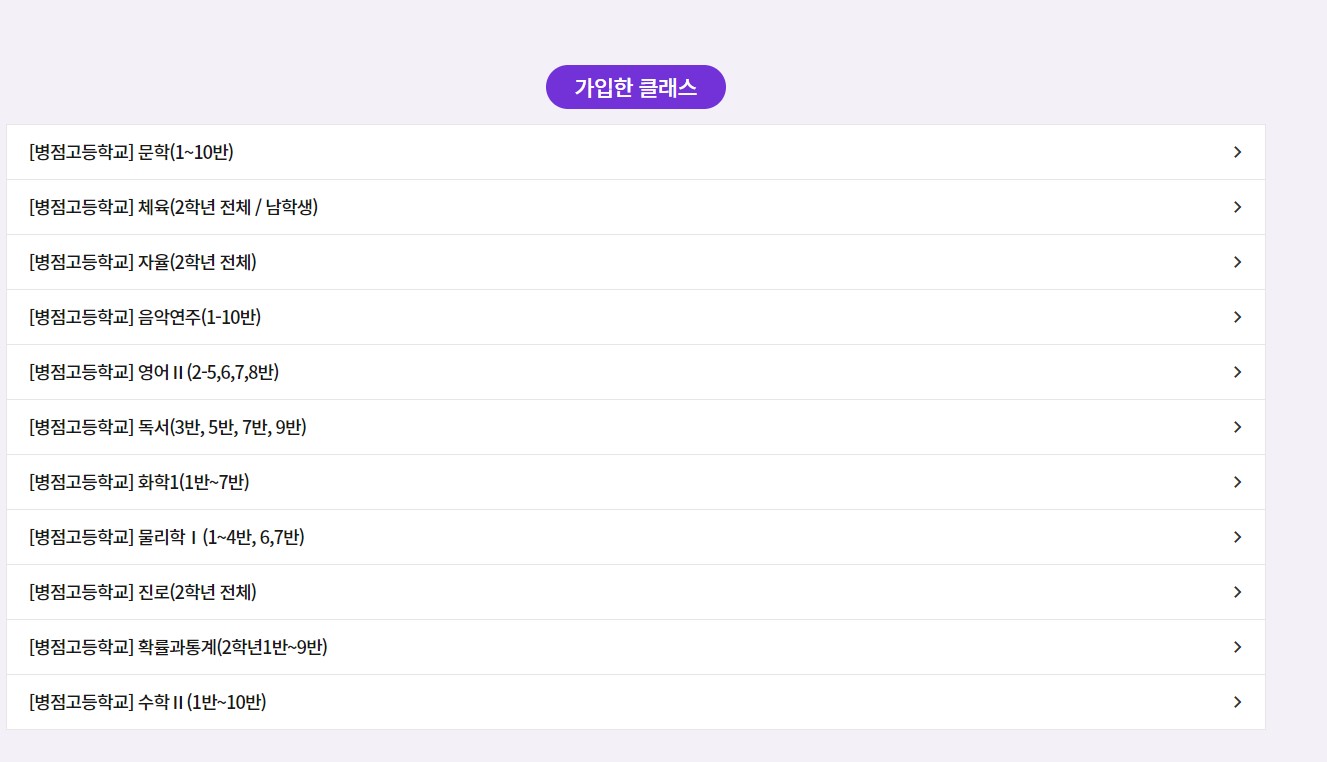 가입한 클래스
[병점고등학교] 문학(1~10반)
[병점고등학교] 체육(2학년 전체 / 남학생)
[병점고등학교] 자율(2학년 전체)
[병점고등학교] 음악연주(1-10반)
[병점고등학교] 영어Ⅱ(2-5,6,7,8반)
[병점고등학교] 독서(3반, 5반, 7반, 9반)
[병점고등학교] 화학1(1반~7반)
[병점고등학교] 물리학Ⅰ(1~4반, 6,7반)
[병점고등학교] 진로(2학년 전체)
[병점고등학교] 확률과통계(2학년1반~9반)
[병점고등학교] 수학Ⅱ(1반~10반)